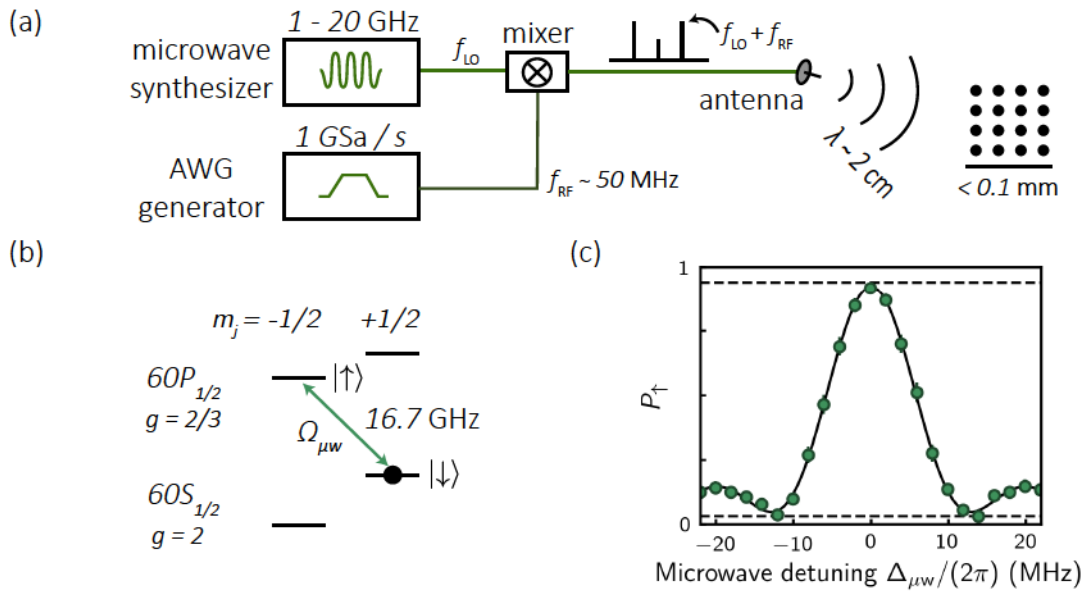 (a)
1 - 20 GHz
microwave
synthesizer
f_LO
mixer
f_LO + f_RF
antenna
λ ~ 2 cm
< 0.1 mm
1 GSa / s
AWG
generator
f_RF ~ 50 MHz
(b)
m_j = -1/2 +1/2
60P_1/2
g = 2/3
|↑⟩
Ω_μw
16.7 GHz
60S_1/2
g = 2
|↓⟩
(c)
1
P_↑
0
−20 −10 0 10 20
Microwave detuning Δ_μw/(2π) (MHz)